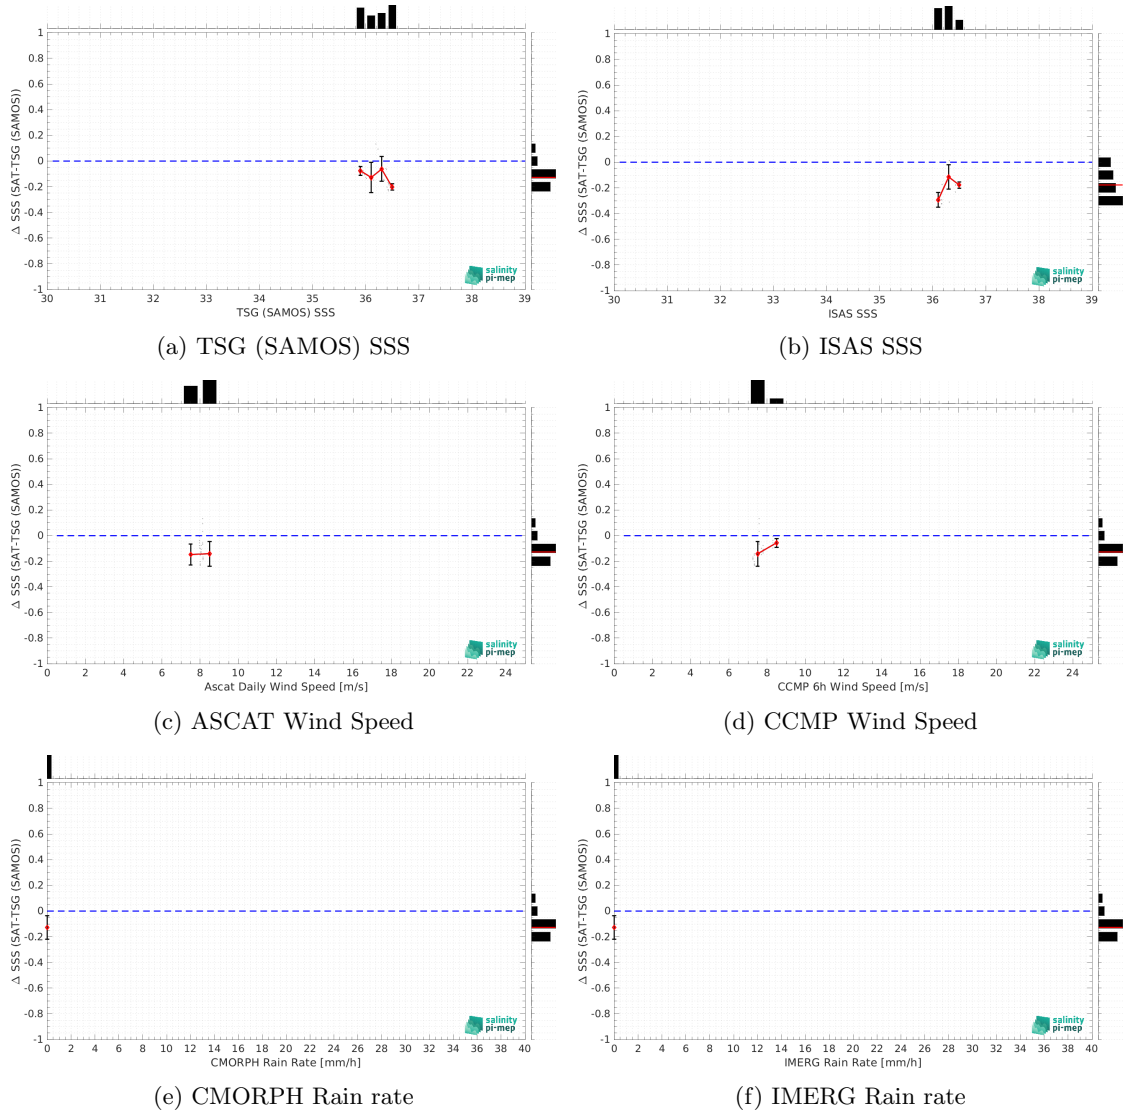 1
0.8
0.6
0.4
0.2
0
-0.2
-0.4
-0.6
-0.8
-1
Δ SSS (SAT-TSG (SAMOS))
salinity
pi-mep
30 31 32 33 34 35 36 37 38 39
TSG (SAMOS) SSS
(a) TSG (SAMOS) SSS
1
0.8
0.6
0.4
0.2
0
-0.2
-0.4
-0.6
-0.8
-1
Δ SSS (SAT-TSG (SAMOS))
salinity
pi-mep
30 31 32 33 34 35 36 37 38 39
ISAS SSS
(b) ISAS SSS
1
0.8
0.6
0.4
0.2
0
-0.2
-0.4
-0.6
-0.8
-1
Δ SSS (SAT-TSG (SAMOS))
salinity
pi-mep
0 2 4 6 8 10 12 14 16 18 20 22 24
Ascat Daily Wind Speed [m/s]
(c) ASCAT Wind Speed
1
0.8
0.6
0.4
0.2
0
-0.2
-0.4
-0.6
-0.8
-1
Δ SSS (SAT-TSG (SAMOS))
salinity
pi-mep
0 2 4 6 8 10 12 14 16 18 20 22 24
CCMP 6h Wind Speed [m/s]
(d) CCMP Wind Speed
1
0.8
0.6
0.4
0.2
0
-0.2
-0.4
-0.6
-0.8
-1
Δ SSS (SAT-TSG (SAMOS))
salinity
pi-mep
0 2 4 6 8 10 12 14 16 18 20 22 24 26 28 30 32 34 36 38 40
CMORPH Rain Rate [mm/h]
(e) CMORPH Rain rate
1
0.8
0.6
0.4
0.2
0
-0.2
-0.4
-0.6
-0.8
-1
Δ SSS (SAT-TSG (SAMOS))
salinity
pi-mep
0 2 4 6 8 10 12 14 16 18 20 22 24 26 28 30 32 34 36 38 40
IMERG Rain Rate [mm/h]
(f) IMERG Rain rate